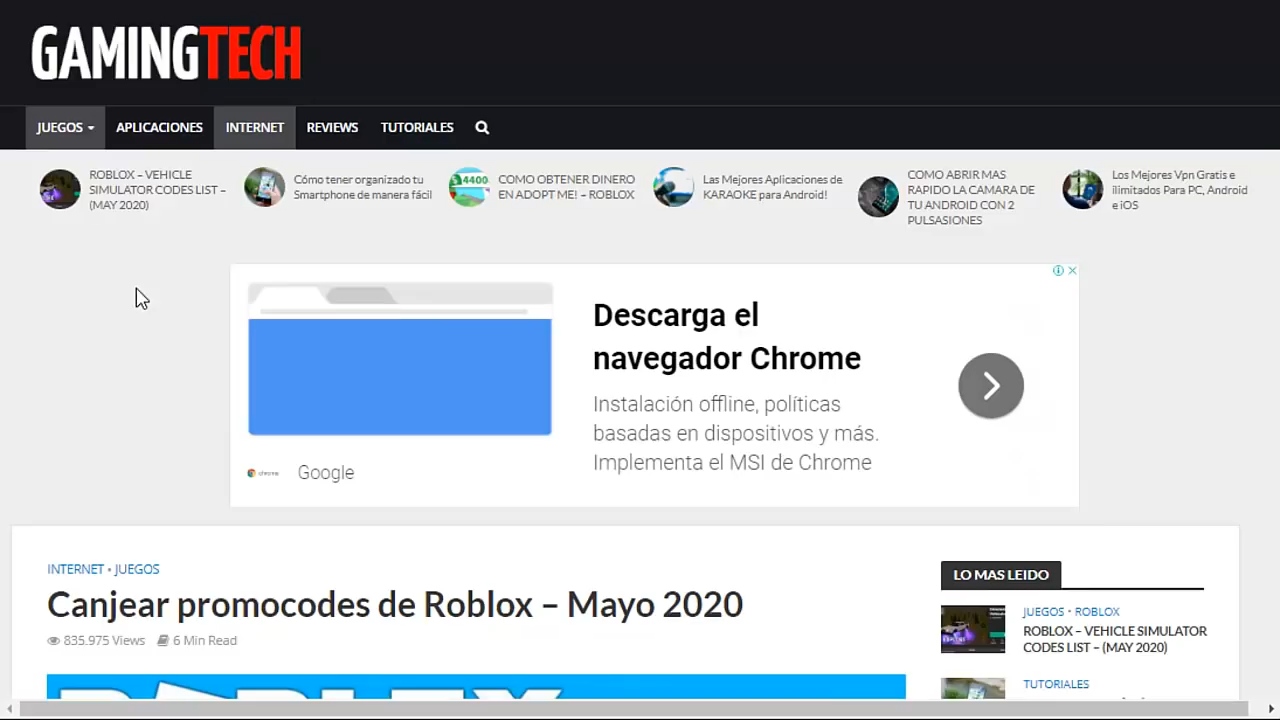 GAMINGTECH
JUEGOS
APLICACIONES
INTERNET
REVIEWS
TUTORIALES
ROBLOX – VEHICLE
SIMULATOR CODES LIST –
(MAY 2020)
Cómo tener organizado tu
Smartphone de manera fácil
4400
COMO OBTENER DINERO
EN ADOPT ME! – ROBLOX
Las Mejores Aplicaciones de
KARAOKE para Android!
COMO ABRIR MAS
RAPIDO LA CAMARA DE
TU ANDROID CON 2
PULSASIONES
Los Mejores Vpn Gratis e
ilimitados Para PC, Android
e iOS
Descarga el
navegador Chrome
Instalación offline, políticas
basadas en dispositivos y más.
Implementa el MSI de Chrome
chrome
Google
INTERNET • JUEGOS
Canjear promocodes de Roblox – Mayo 2020
835.975 Views 6 Min Read
ROBLOX
LO MAS LEIDO
JUEGOS • ROBLOX
ROBLOX – VEHICLE SIMULATOR
CODES LIST – (MAY 2020)
TUTORIALES